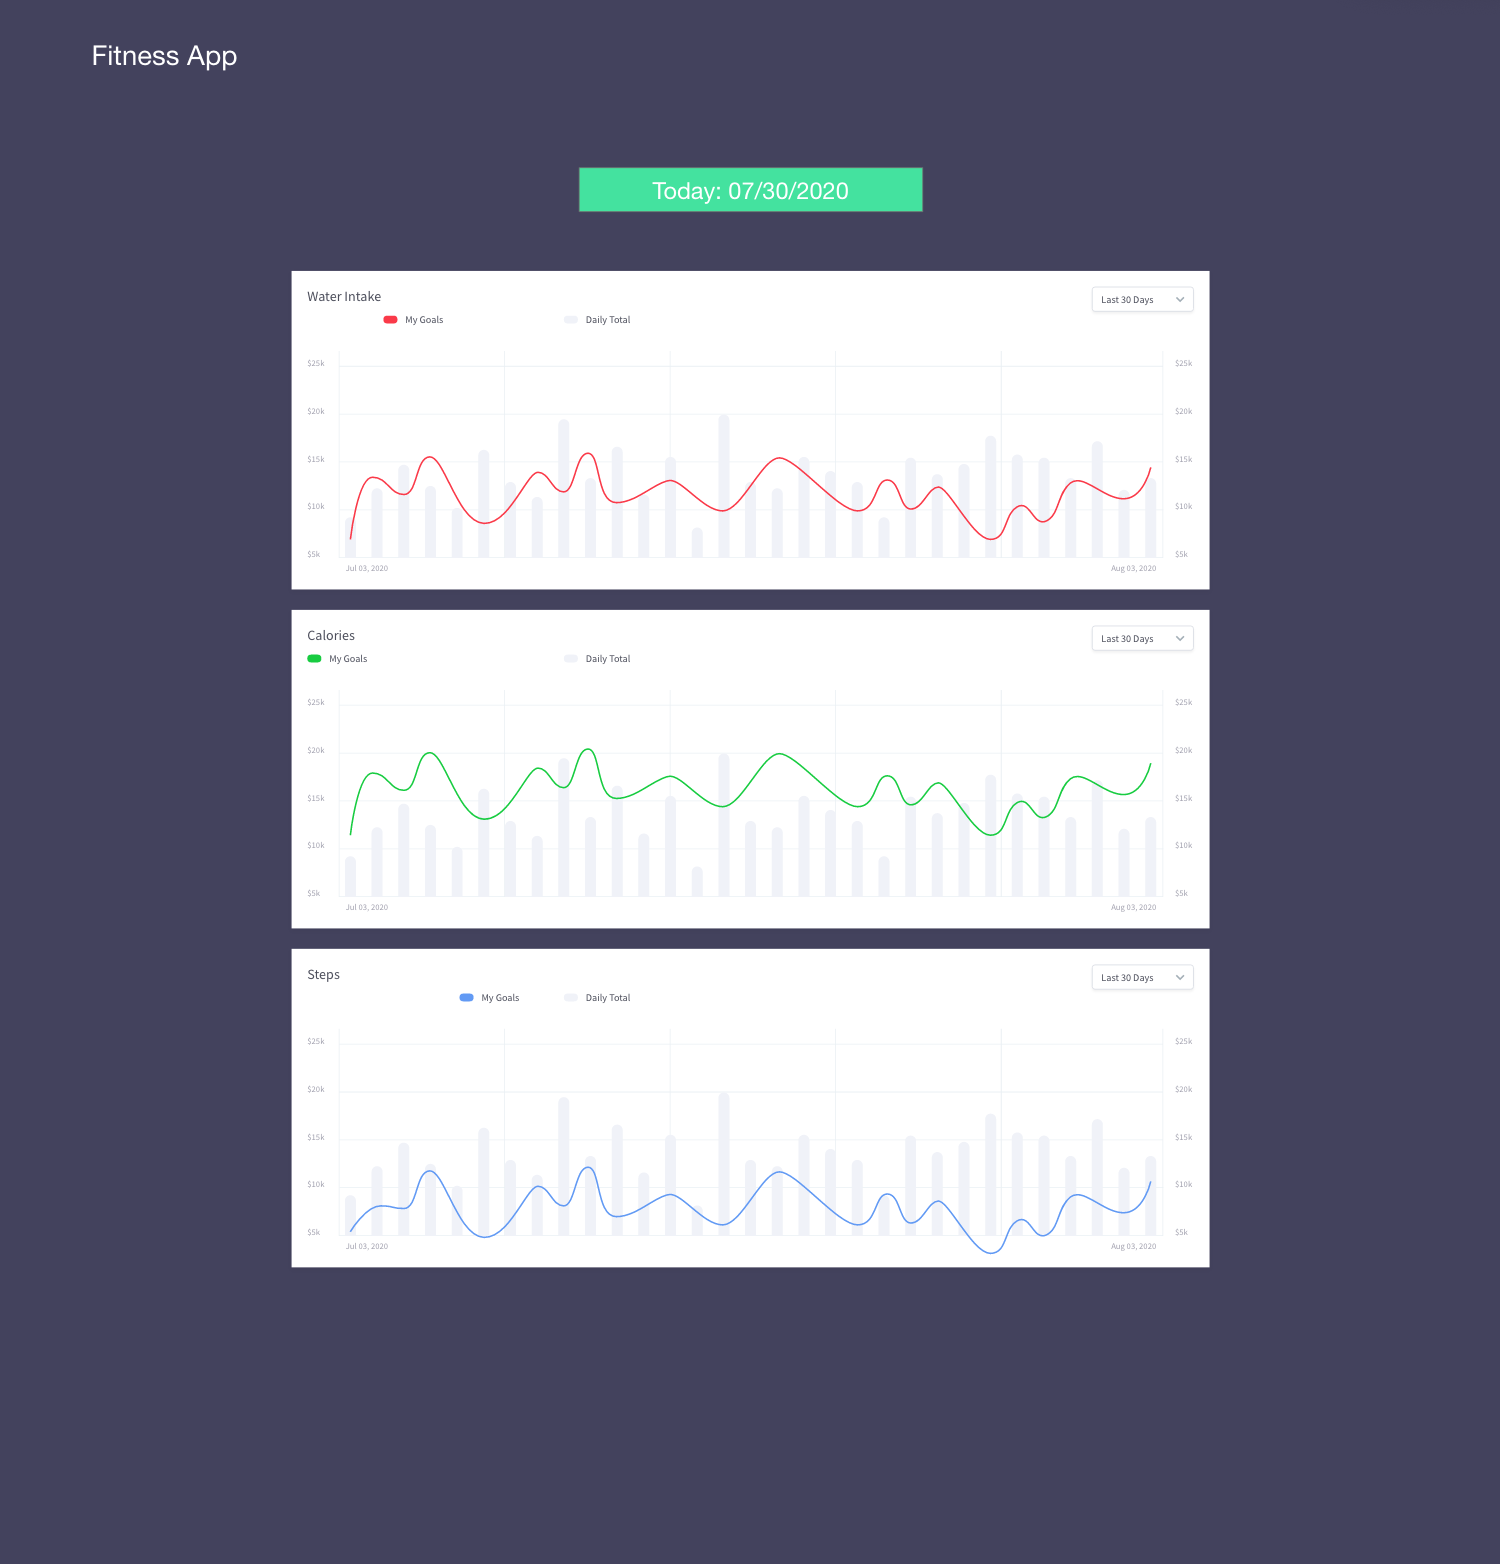 Fitness App
Today: 07/30/2020
Water Intake
Last 30 Days
My Goals Daily Total
$25k $25k
$20k $20k
$15k $15k
$10k $10k
$5k $5k
Jul 03, 2020 Aug 03, 2020
Calories
Last 30 Days
My Goals Daily Total
$25k $25k
$20k $20k
$15k $15k
$10k $10k
$5k $5k
Jul 03, 2020 Aug 03, 2020
Steps
Last 30 Days
My Goals Daily Total
$25k $25k
$20k $20k
$15k $15k
$10k $10k
$5k $5k
Jul 03, 2020 Aug 03, 2020